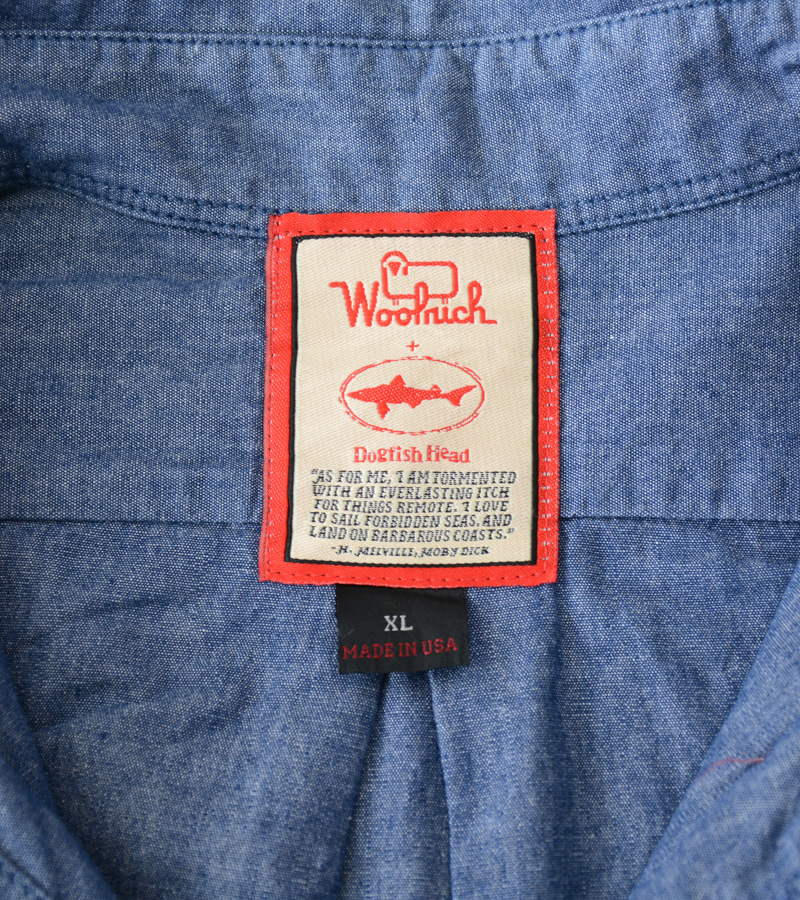 Woolrich
+
Dogfish Head
"AS FOR ME, I AM TORMENTED
WITH AN EVERLASTING ITCH
FOR THINGS REMOTE. I LOVE
TO SAIL FORBIDDEN SEAS, AND
LAND ON BARBAROUS COASTS."
-H. MELVILLE, MOBY DICK
XL
MADE IN USA